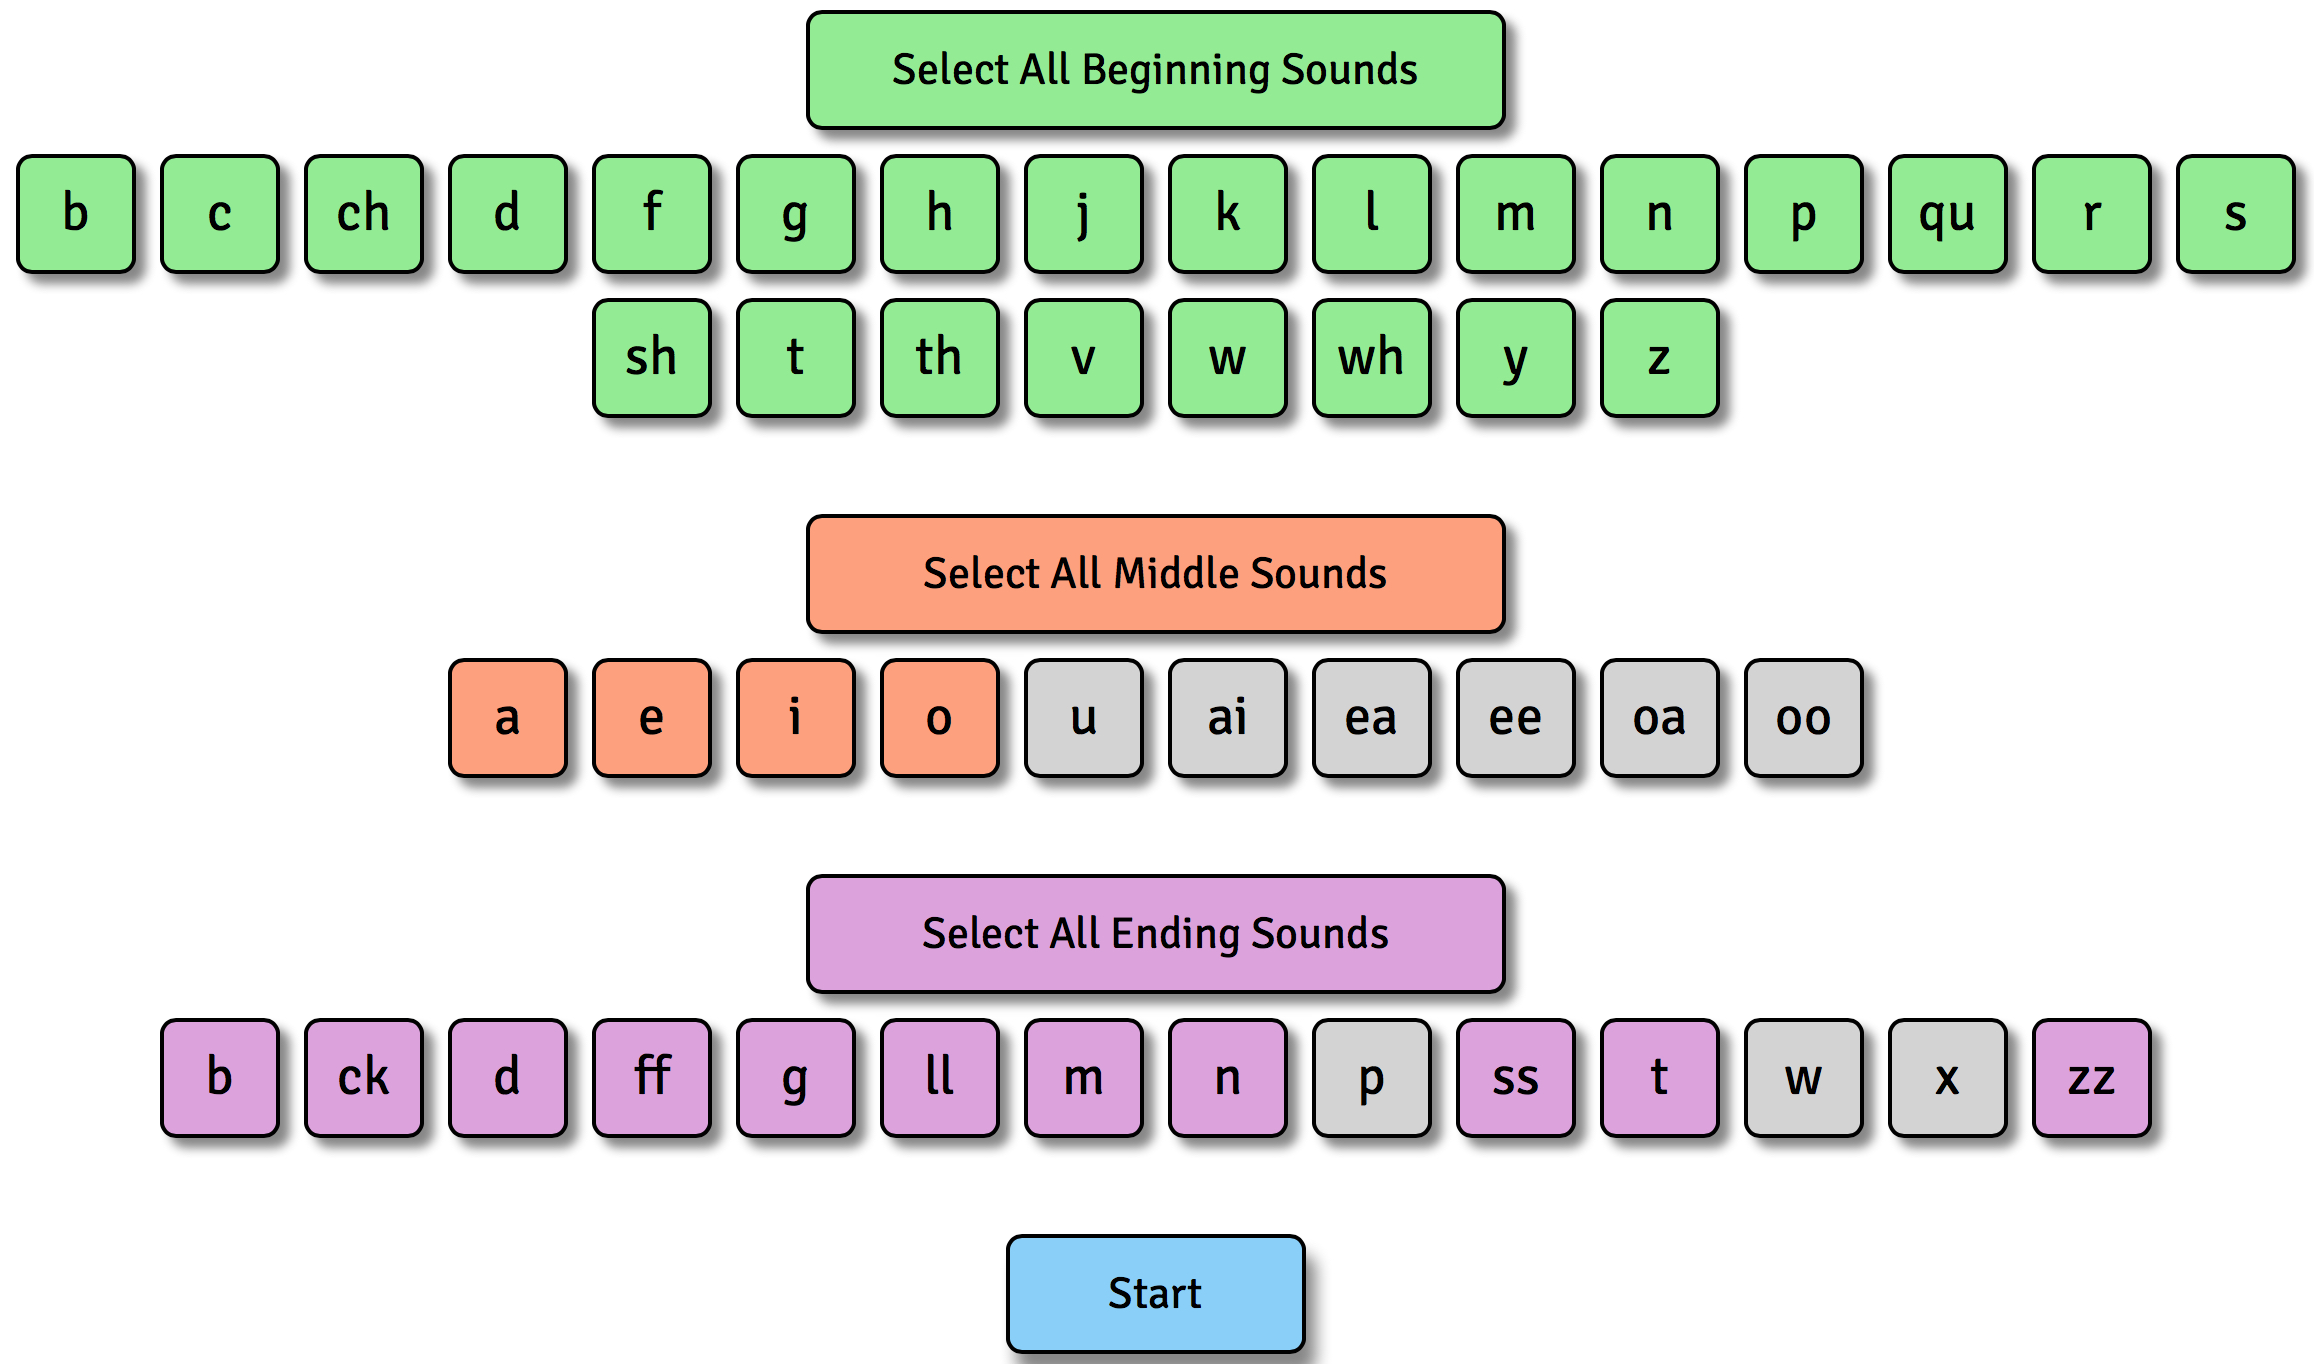 Select All Beginning Sounds
b c ch d f g h j k l m n p qu r s
sh t th v w wh y z
Select All Middle Sounds
a e i o u ai ea ee oa oo
Select All Ending Sounds
b ck d ff g ll m n p ss t w x zz
Start